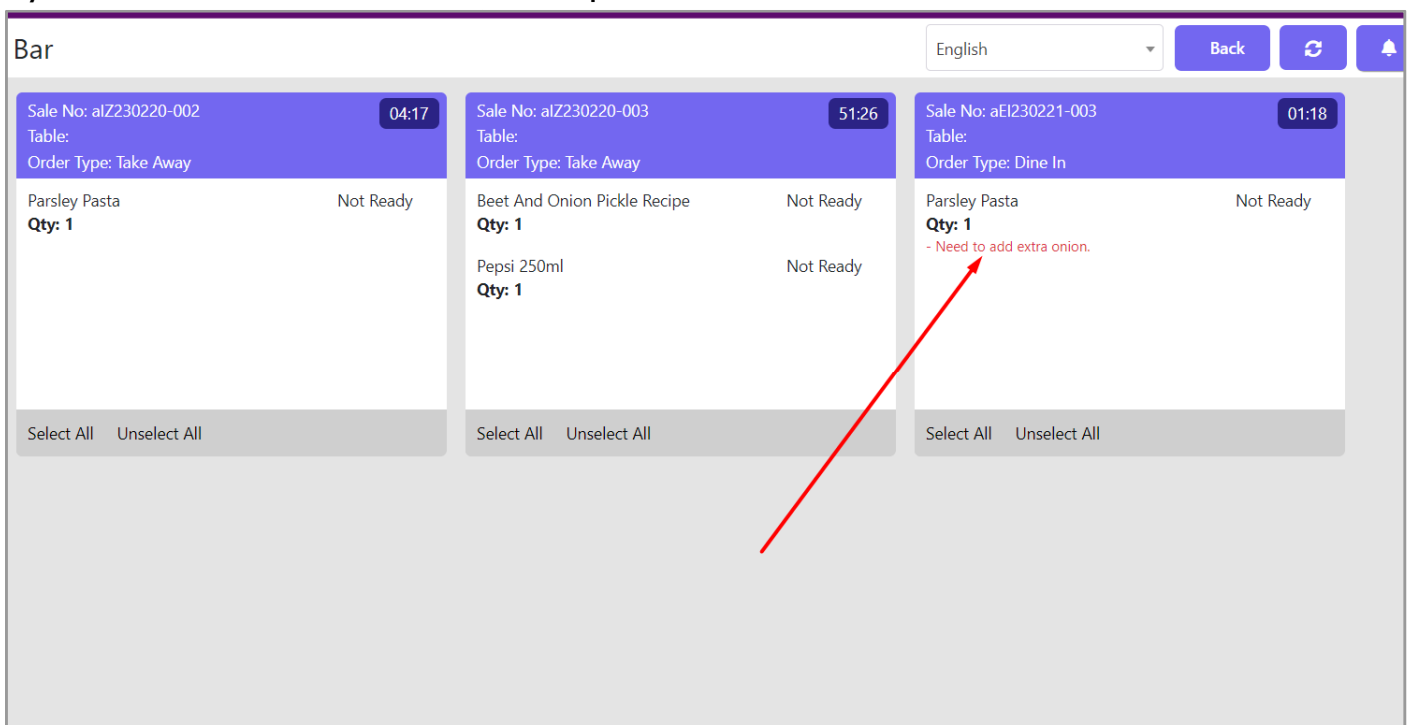 Bar
English
Back
Sale No: aIZ230220-002
04:17
Table:
Order Type: Take Away
Parsley Pasta
Not Ready
Qty: 1
Select All
Unselect All
Sale No: aIZ230220-003
51:26
Table:
Order Type: Take Away
Beet And Onion Pickle Recipe
Not Ready
Qty: 1
Pepsi 250ml
Not Ready
Qty: 1
Select All
Unselect All
Sale No: aEI230221-003
01:18
Table:
Order Type: Dine In
Parsley Pasta
Not Ready
Qty: 1
- Need to add extra onion.
Select All
Unselect All